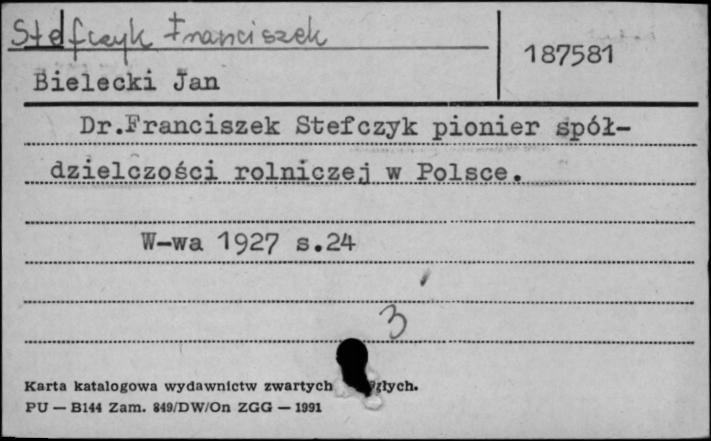 Stefczyk Franciszek
187581
Bielecki Jan
Dr.Franciszek Stefczyk pionier spół-
dzielczości rolniczej w Polsce.
W-wa 1927 s.24
3
Karta katalogowa wydawnictw zwartych
PU — B144 Zam. 849/DW/On ZGG — 1991